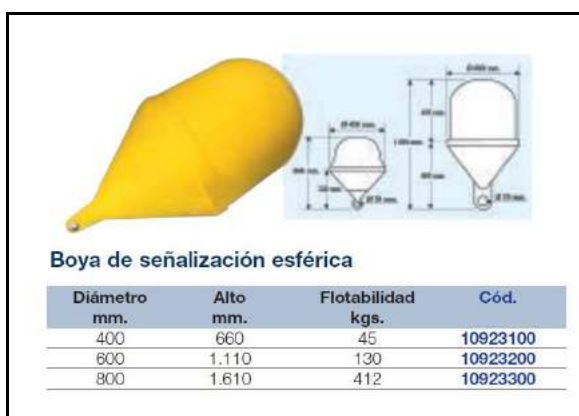 Boya de señalización esférica
Diámetro Alto Flotabilidad Cód.
mm. mm. kgs.
400 660 45 10923100
600 1.110 130 10923200
800 1.610 412 10923300